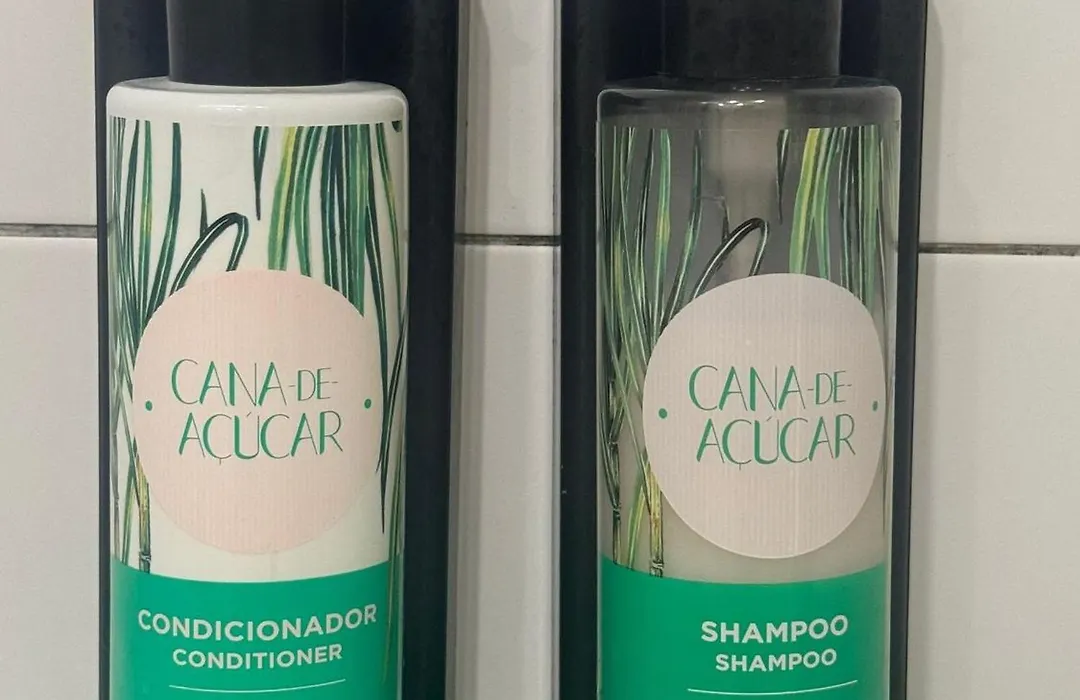 CANA-DE-
AÇÚCAR
CONDICIONADOR
CONDITIONER
CANA-DE-
AÇÚCAR
SHAMPOO
SHAMPOO